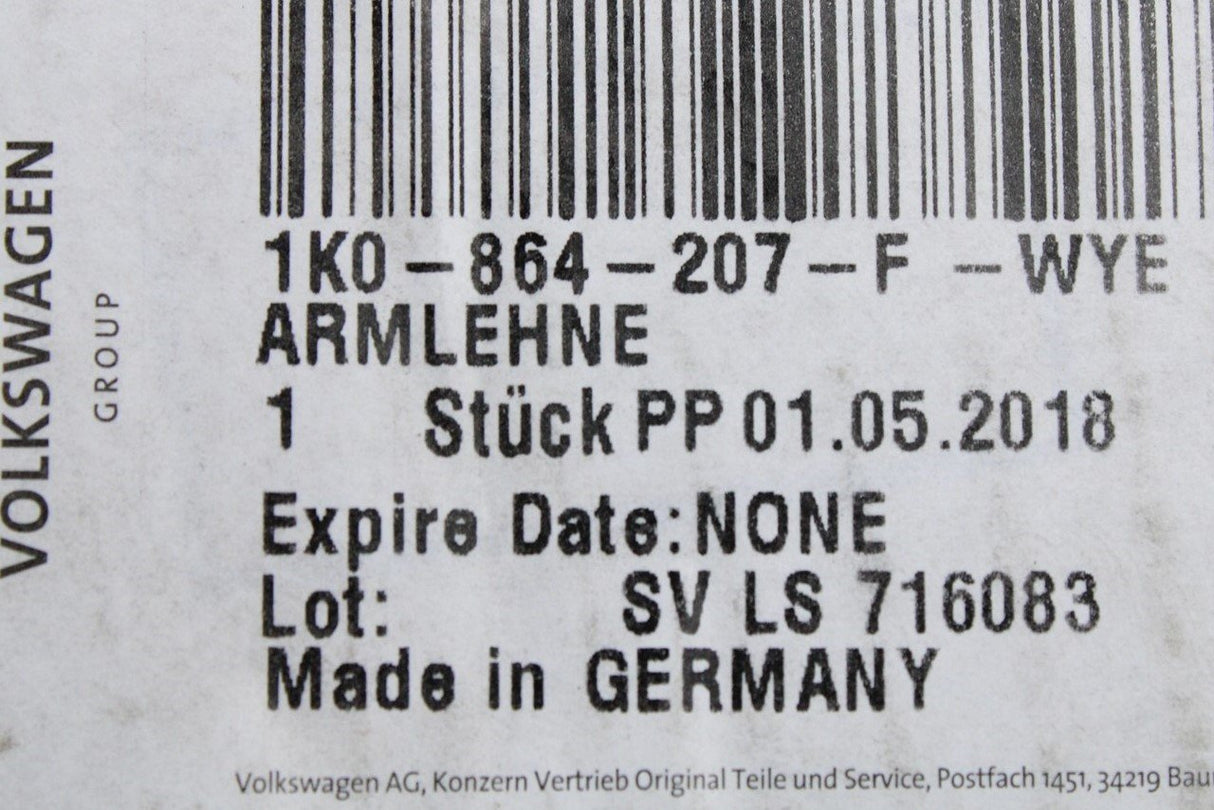 VOLKSWAGEN
GROUP
1K0-864-207-F -WYE
ARMLEHNE
1 Stück PP 01.05.2018
Expire Date:NONE
Lot: SV LS 716083
Made in GERMANY
Volkswagen AG, Konzern Vertrieb Original Teile und Service, Postfach 1451, 34219